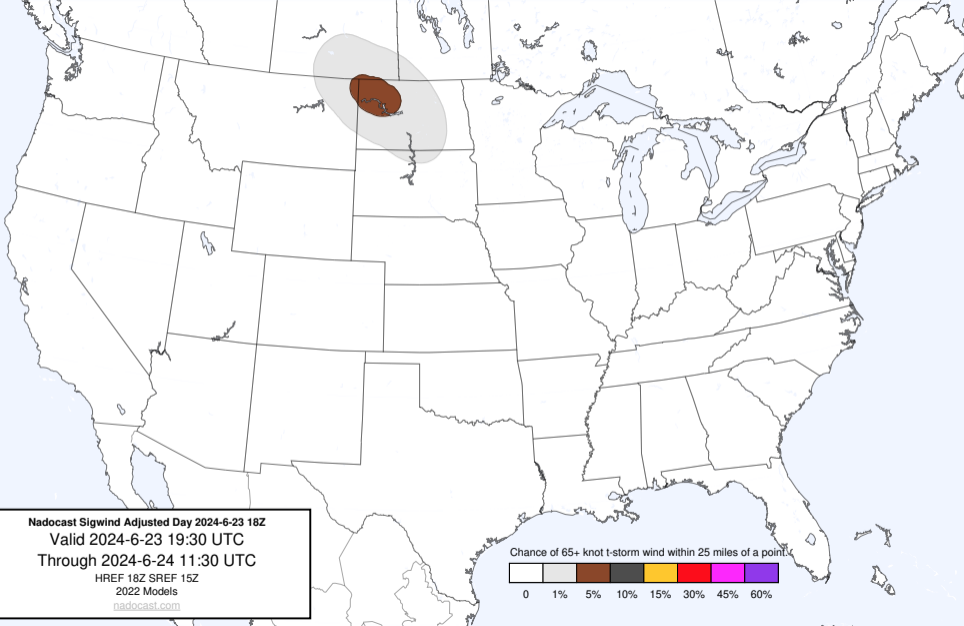 Nadocast Sigwind Adjusted Day 2024-6-23 18Z
Valid 2024-6-23 19:30 UTC
Through 2024-6-24 11:30 UTC
HREF 18Z SREF 15Z
2022 Models
nadocast.com
Chance of 65+ knot t-storm wind within 25 miles of a point.
0 1% 5% 10% 15% 30% 45% 60%